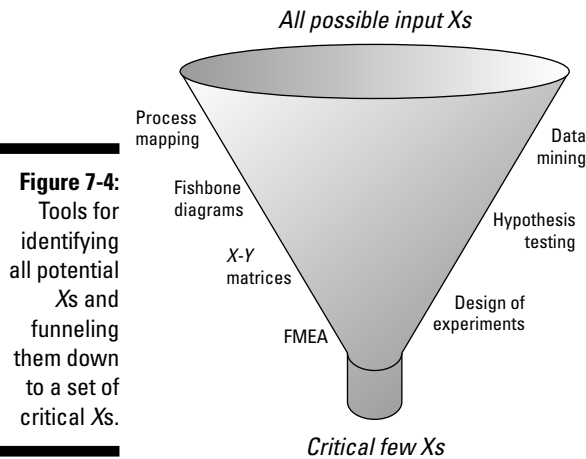 All possible input Xs
Process
mapping
Data
mining
Figure 7-4:
Tools for
identifying
all potential
Xs and
funneling
them down
to a set of
critical Xs.
Fishbone
diagrams
Hypothesis
testing
X-Y
matrices
Design of
experiments
FMEA
Critical few Xs